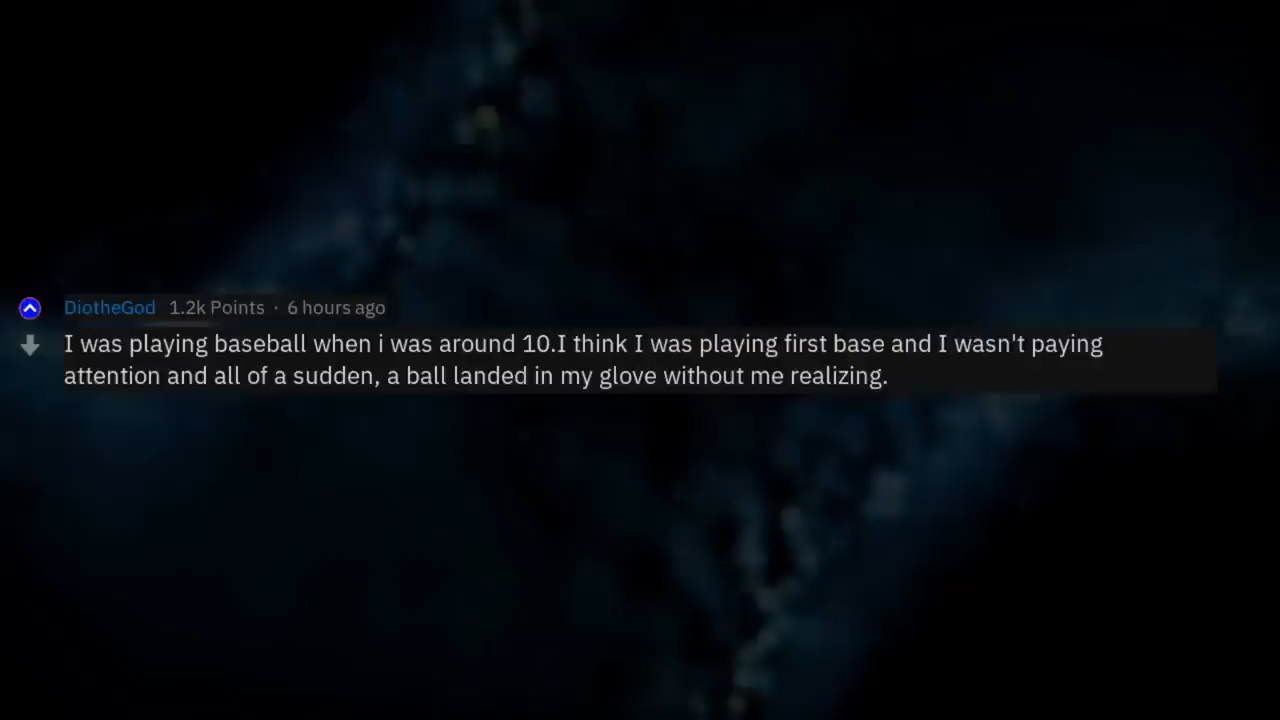 DiotheGod 1.2k Points · 6 hours ago
I was playing baseball when i was around 10.I think I was playing first base and I wasn't paying
attention and all of a sudden, a ball landed in my glove without me realizing.